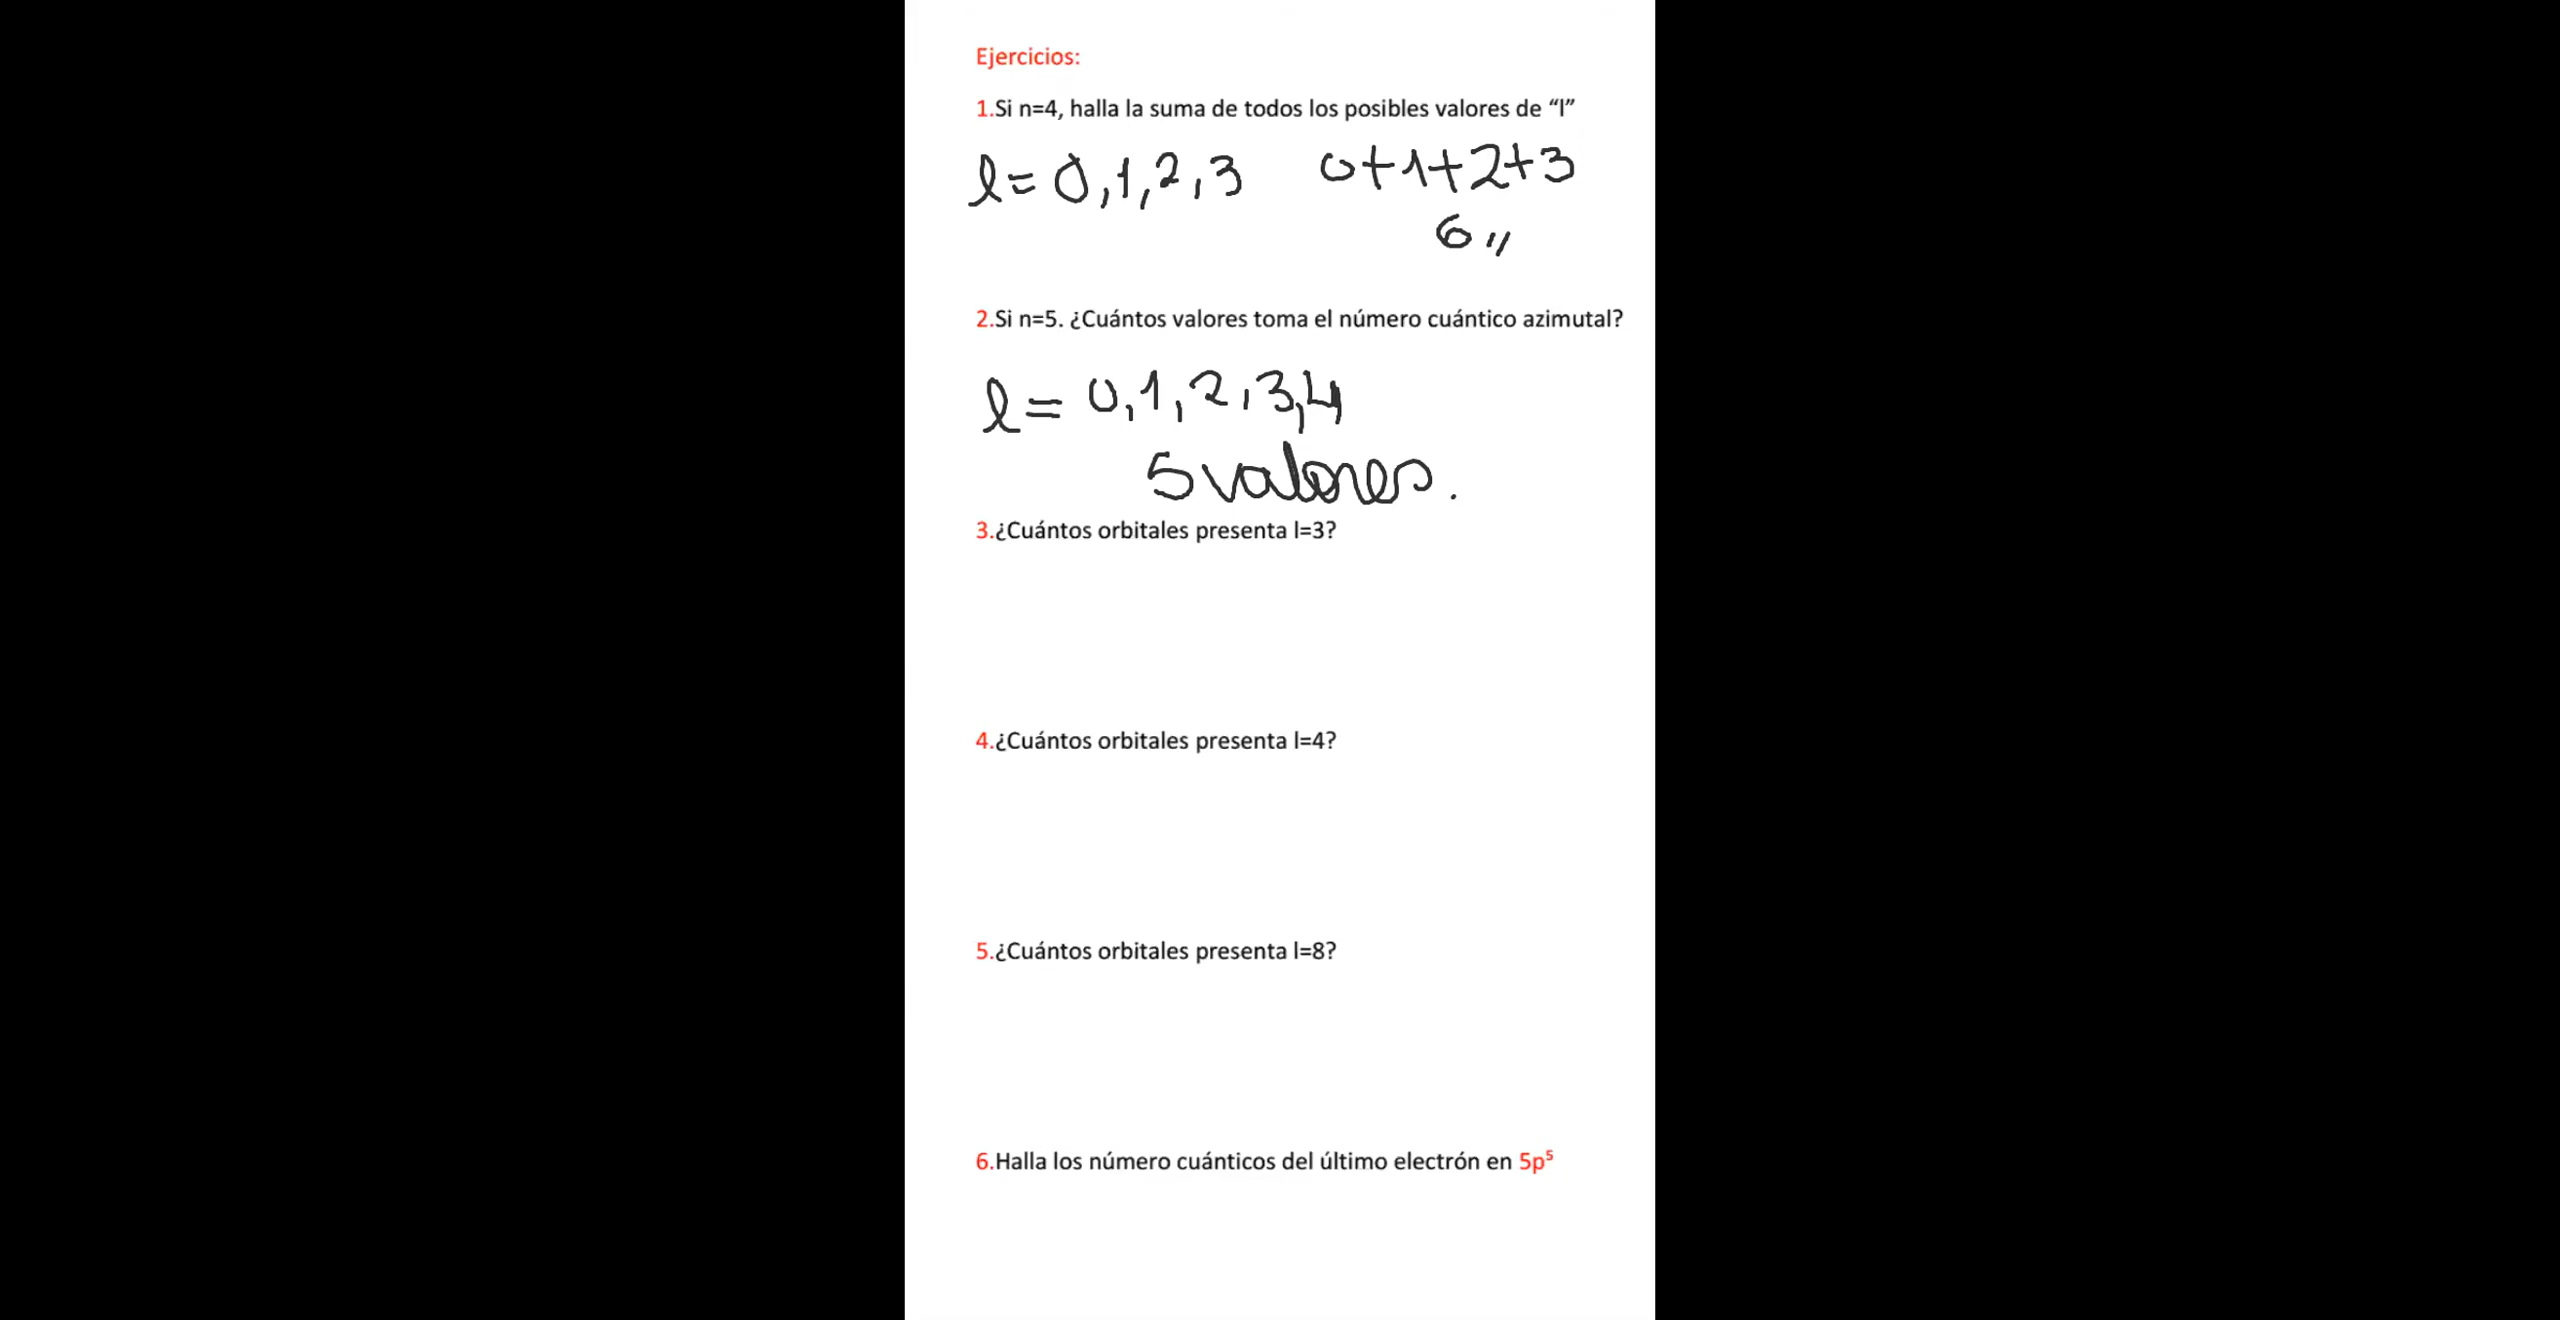 Ejercicios:
1.Si n=4, halla la suma de todos los posibles valores de “l”
l= 0,1,2,3 0+1+2+3
6 //
2.Si n=5. ¿Cuántos valores toma el número cuántico azimutal?
l= 0,1,2,3,4
5 valores.
3.¿Cuántos orbitales presenta l=3?
4.¿Cuántos orbitales presenta l=4?
5.¿Cuántos orbitales presenta l=8?
6.Halla los número cuánticos del último electrón en 5p⁵